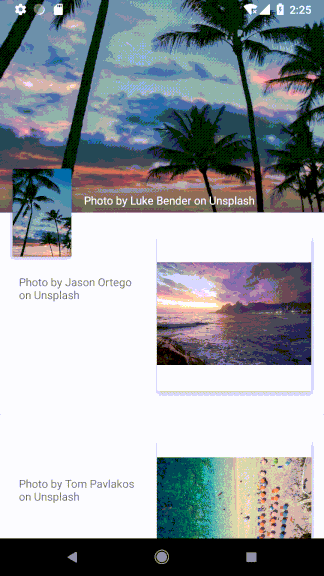 2:25
Photo by Luke Bender on Unsplash
Photo by Jason Ortego
on Unsplash
Photo by Tom Pavlakos
on Unsplash